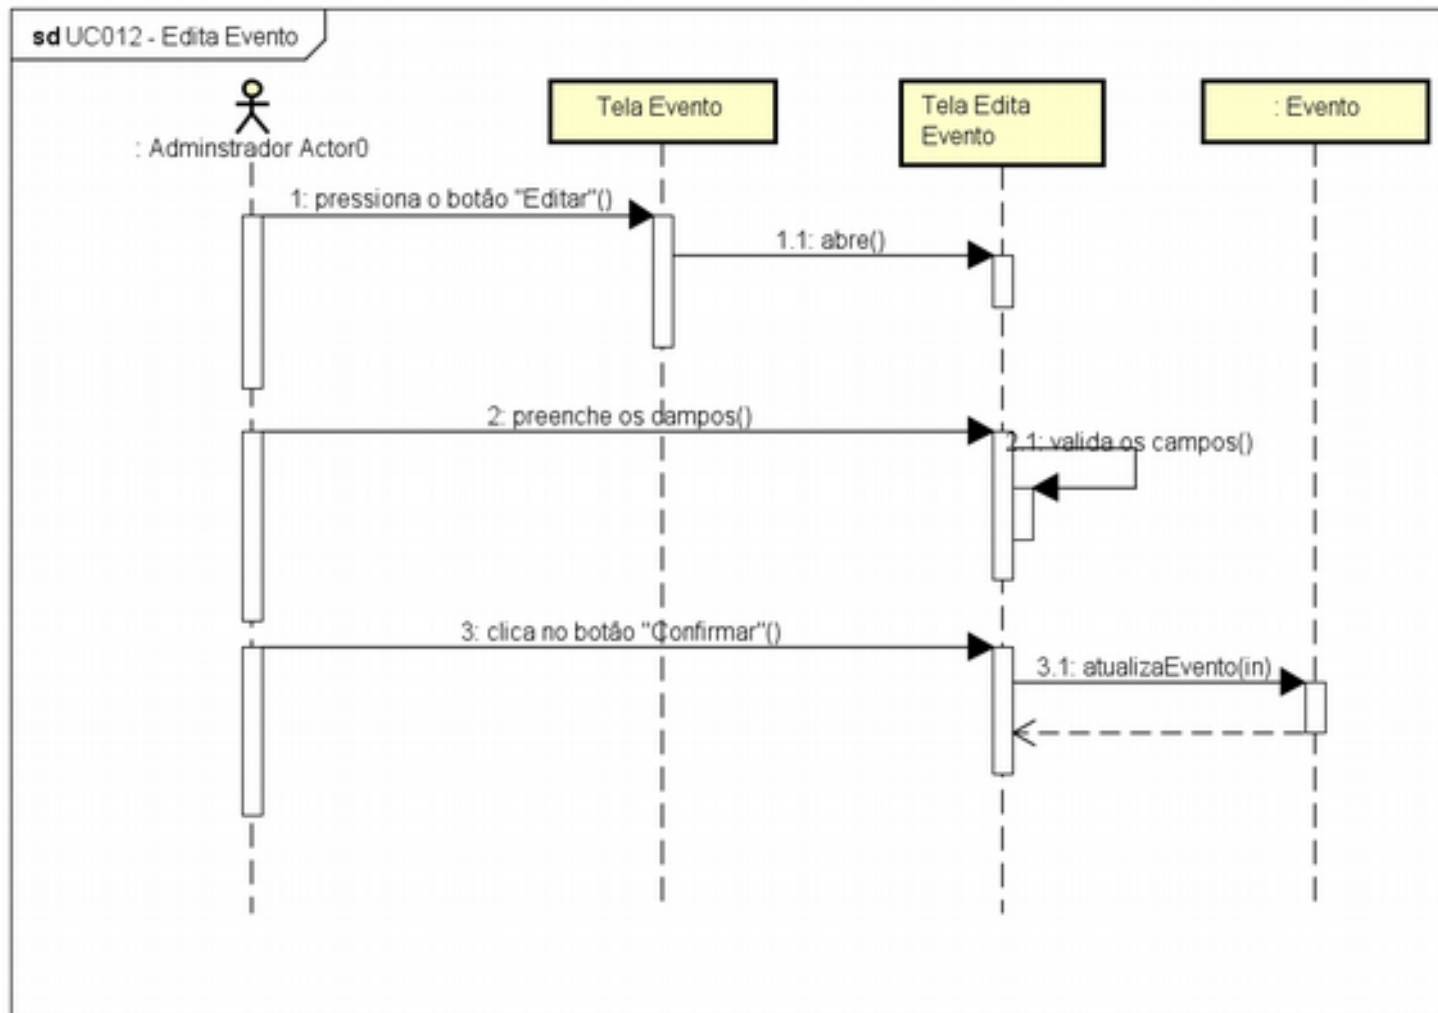 sd UC012 - Edita Evento
: Adminstrador Actor0
Tela Evento
Tela Edita
Evento
: Evento
1: pressiona o botão "Editar"()
1.1: abre()
2: preenche os campos()
2.1: valida os campos()
3: clica no botão "Confirmar"()
3.1: atualizaEvento(in)